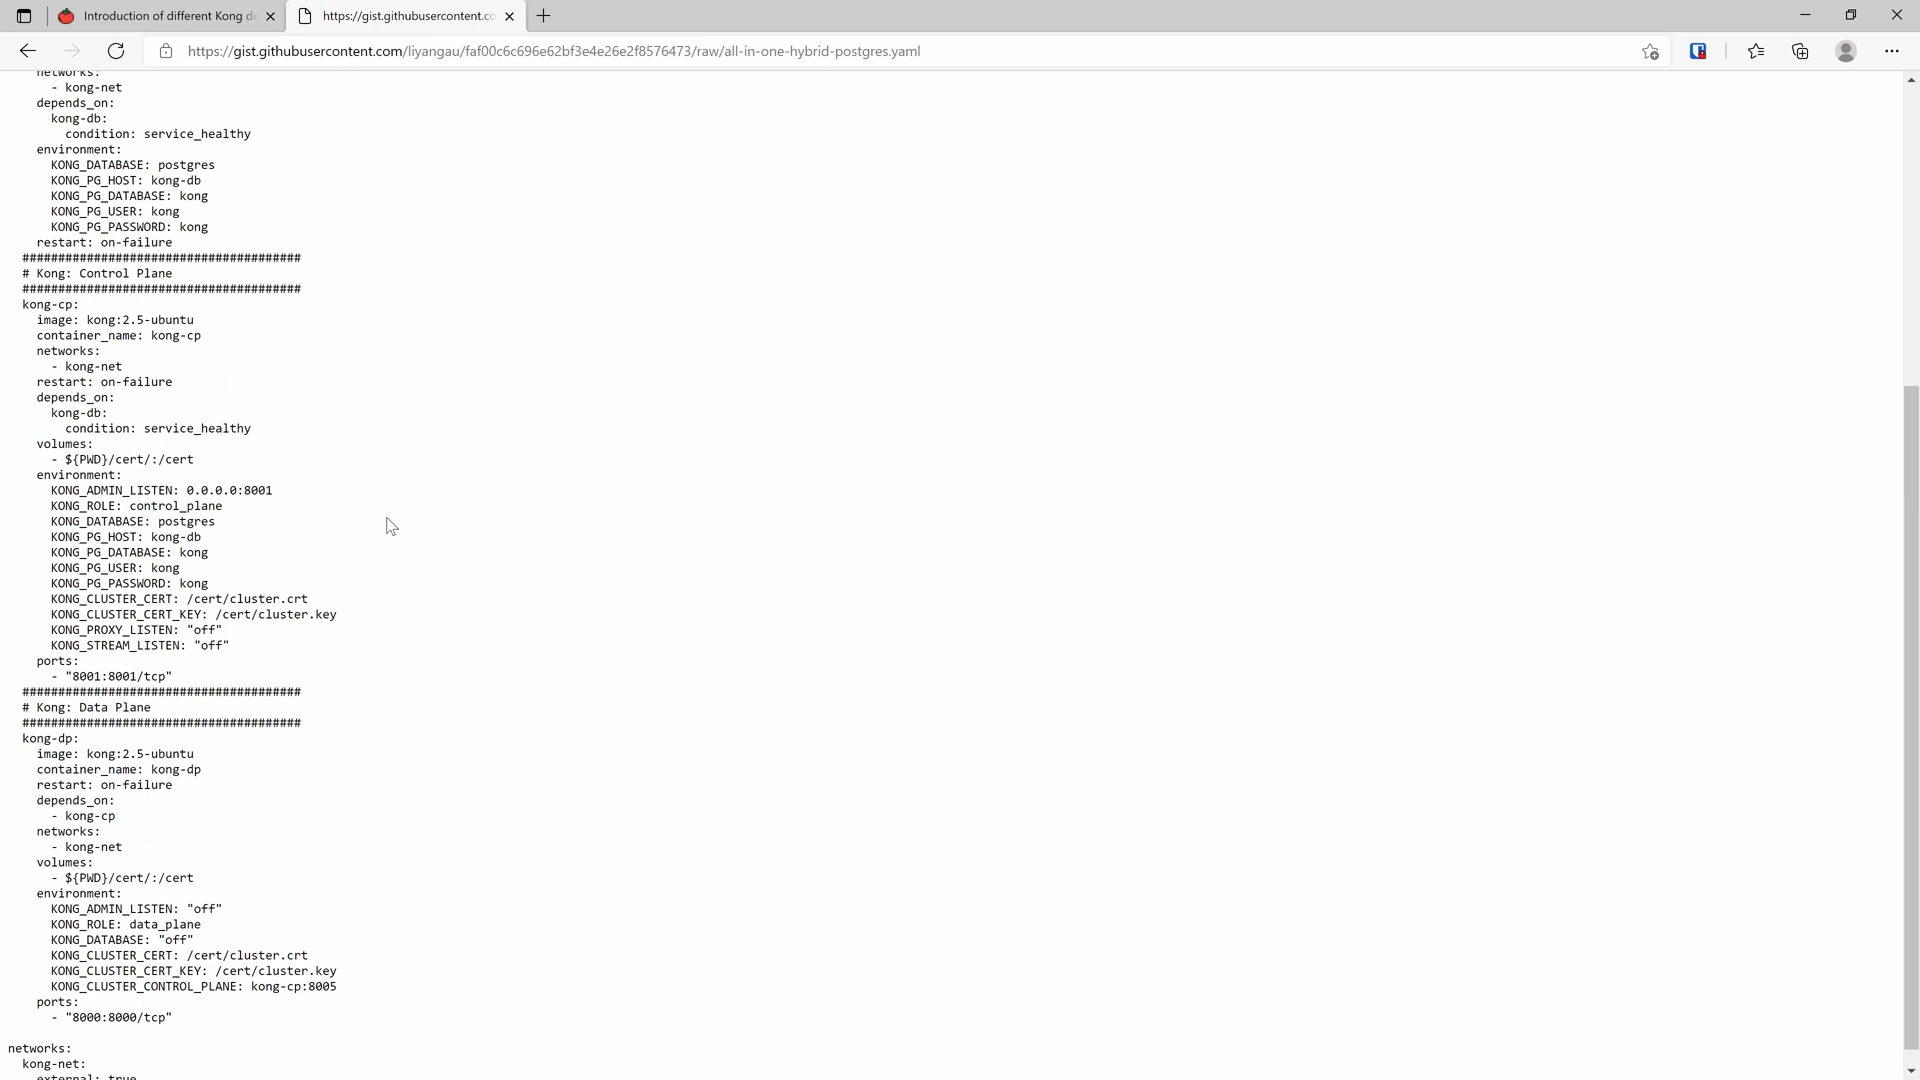 Introduction of different Kong de
https://gist.githubusercontent.co
https://gist.githubusercontent.com/liyangau/faf00c6c696e62bf3e4e26e2f8576473/raw/all-in-one-hybrid-postgres.yaml
networks:
- kong-net
depends_on:
kong-db:
condition: service_healthy
environment:
KONG_DATABASE: postgres
KONG_PG_HOST: kong-db
KONG_PG_DATABASE: kong
KONG_PG_USER: kong
KONG_PG_PASSWORD: kong
restart: on-failure
#######################################
# Kong: Control Plane
#######################################
kong-cp:
image: kong:2.5-ubuntu
container_name: kong-cp
networks:
- kong-net
restart: on-failure
depends_on:
kong-db:
condition: service_healthy
volumes:
- ${PWD}/cert/:/cert
environment:
KONG_ADMIN_LISTEN: 0.0.0.0:8001
KONG_ROLE: control_plane
KONG_DATABASE: postgres
KONG_PG_HOST: kong-db
KONG_PG_DATABASE: kong
KONG_PG_USER: kong
KONG_PG_PASSWORD: kong
KONG_CLUSTER_CERT: /cert/cluster.crt
KONG_CLUSTER_CERT_KEY: /cert/cluster.key
KONG_PROXY_LISTEN: "off"
KONG_STREAM_LISTEN: "off"
ports:
- "8001:8001/tcp"
#######################################
# Kong: Data Plane
#######################################
kong-dp:
image: kong:2.5-ubuntu
container_name: kong-dp
restart: on-failure
depends_on:
- kong-cp
networks:
- kong-net
volumes:
- ${PWD}/cert/:/cert
environment:
KONG_ADMIN_LISTEN: "off"
KONG_ROLE: data_plane
KONG_DATABASE: "off"
KONG_CLUSTER_CERT: /cert/cluster.crt
KONG_CLUSTER_CERT_KEY: /cert/cluster.key
KONG_CLUSTER_CONTROL_PLANE: kong-cp:8005
ports:
- "8000:8000/tcp"
networks:
kong-net:
external: true